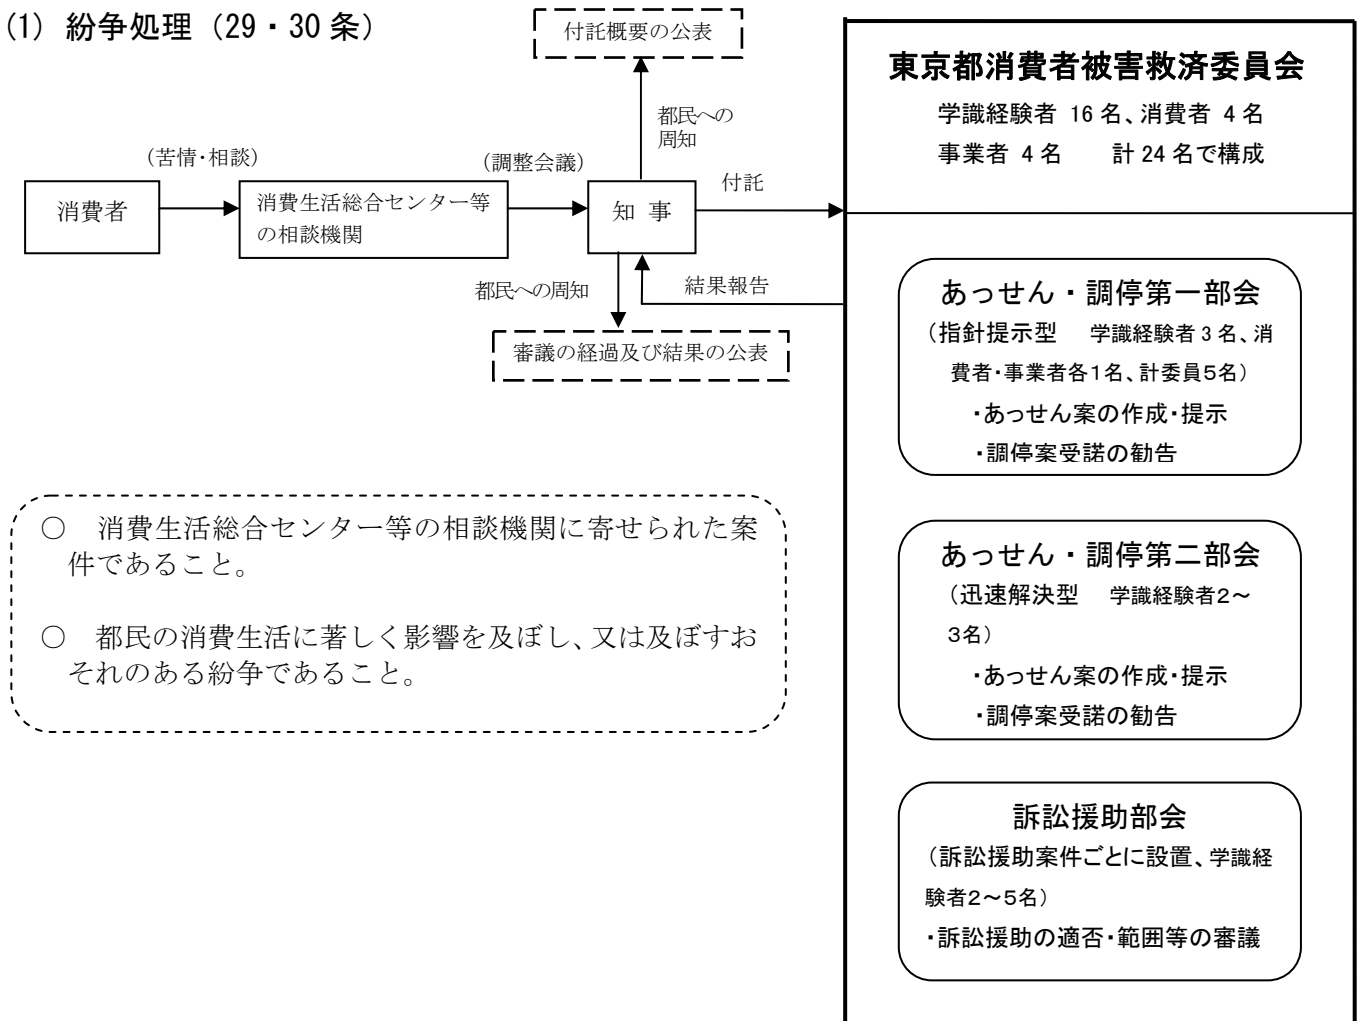 (1) 紛争処理（29・30 条）
付託概要の公表
都民への
周知
（苦情・相談）
（調整会議）
付託
消費者
消費生活総合センター等
の相談機関
知 事
都民への周知
結果報告
審議の経過及び結果の公表
○　消費生活総合センター等の相談機関に寄せられた案
件であること。
○　都民の消費生活に著しく影響を及ぼし、又は及ぼすお
それのある紛争であること。
東京都消費者被害救済委員会
学識経験者 16 名、消費者 4 名
事業者 4 名　　計 24 名で構成
あっせん・調停第一部会
（指針提示型　学識経験者 3 名、消
費者・事業者各１名、計委員５名）
・あっせん案の作成・提示
・調停案受諾の勧告
あっせん・調停第二部会
（迅速解決型　学識経験者２～
３名）
・あっせん案の作成・提示
・調停案受諾の勧告
訴訟援助部会
（訴訟援助案件ごとに設置、学識経
験者２～５名）
・訴訟援助の適否・範囲等の審議